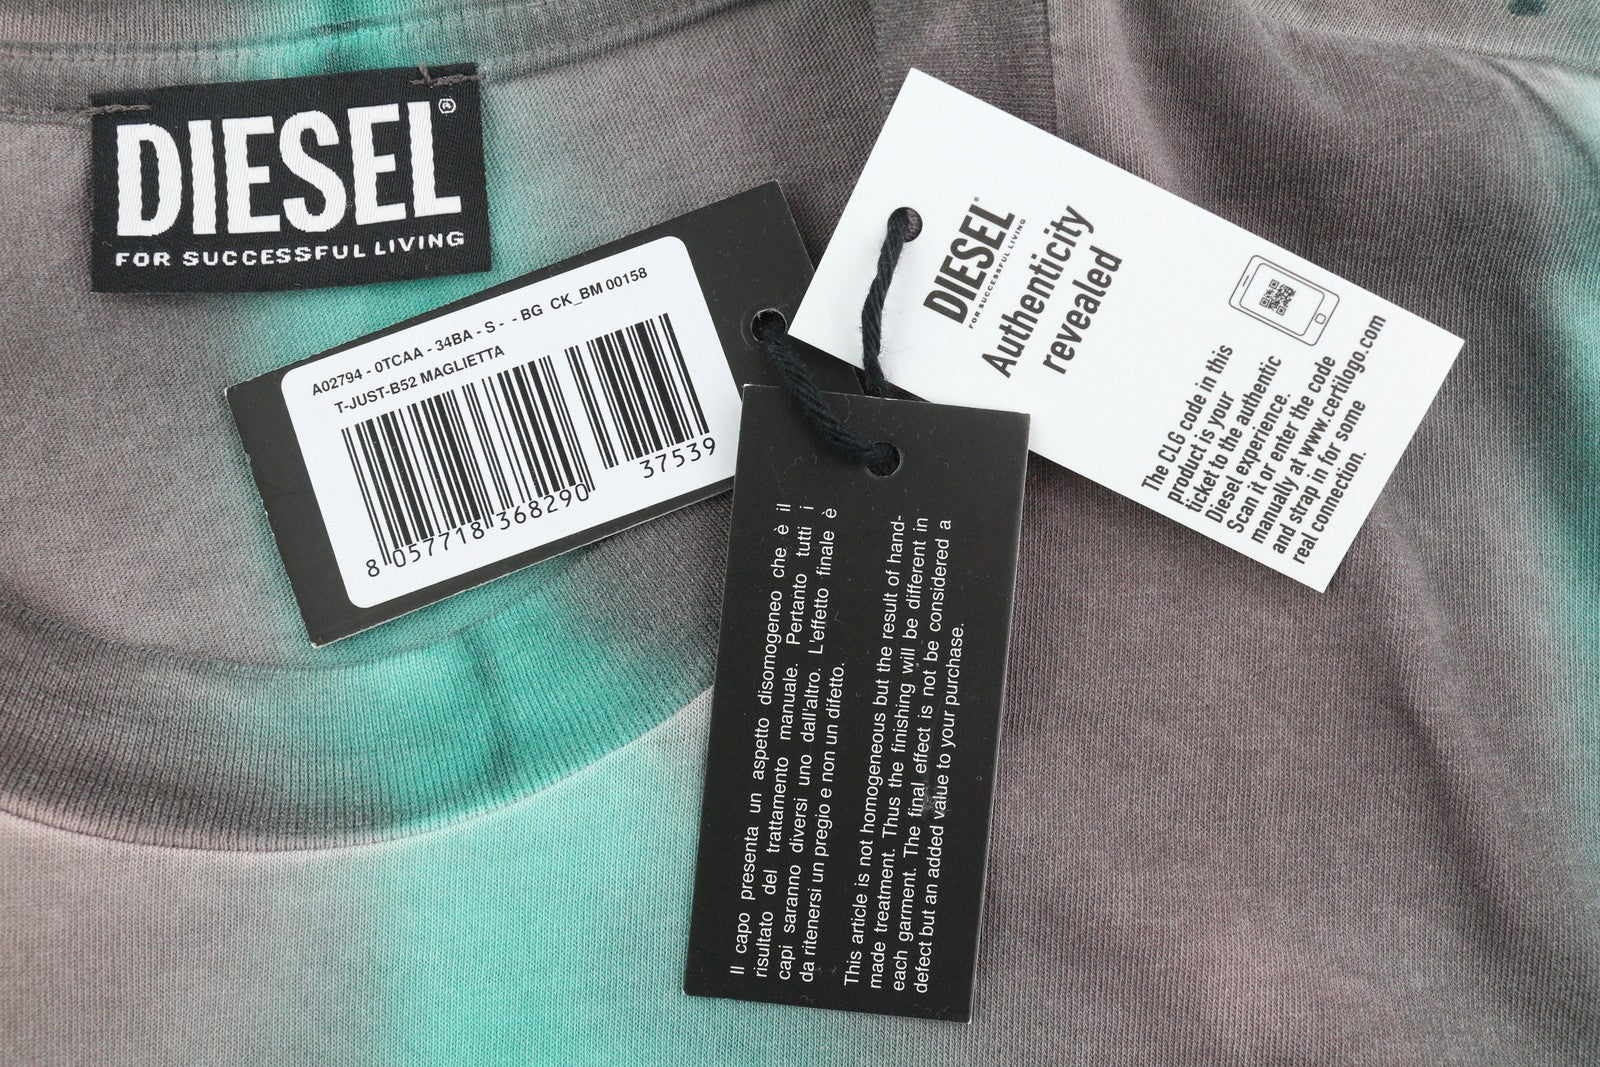 DIESEL®
FOR SUCCESSFUL LIVING
A02794 - 0TCAA - 34BA - S - - BG CK_BM 00158
T-JUST-B52 MAGLIETTA
8 057718 368290
37539
DIESEL®
FOR SUCCESSFUL LIVING
Authenticity
revealed
The CLG code in this
product is your
ticket to the authentic
Diesel experience.
Scan it or enter the code
manually at www.certilogo.com
and strap in for some
real connection.
Il capo presenta un aspetto disomogeneo che è il
risultato del trattamento manuale. Pertanto tutti i
capi saranno diversi uno dall'altro. L'effetto finale è
da ritenersi un pregio e non un difetto.
This article is not homogeneous but the result of hand-
made treatment. Thus the finishing will be different in
each garment. The final effect is not be considered a
defect but an added value to your purchase.